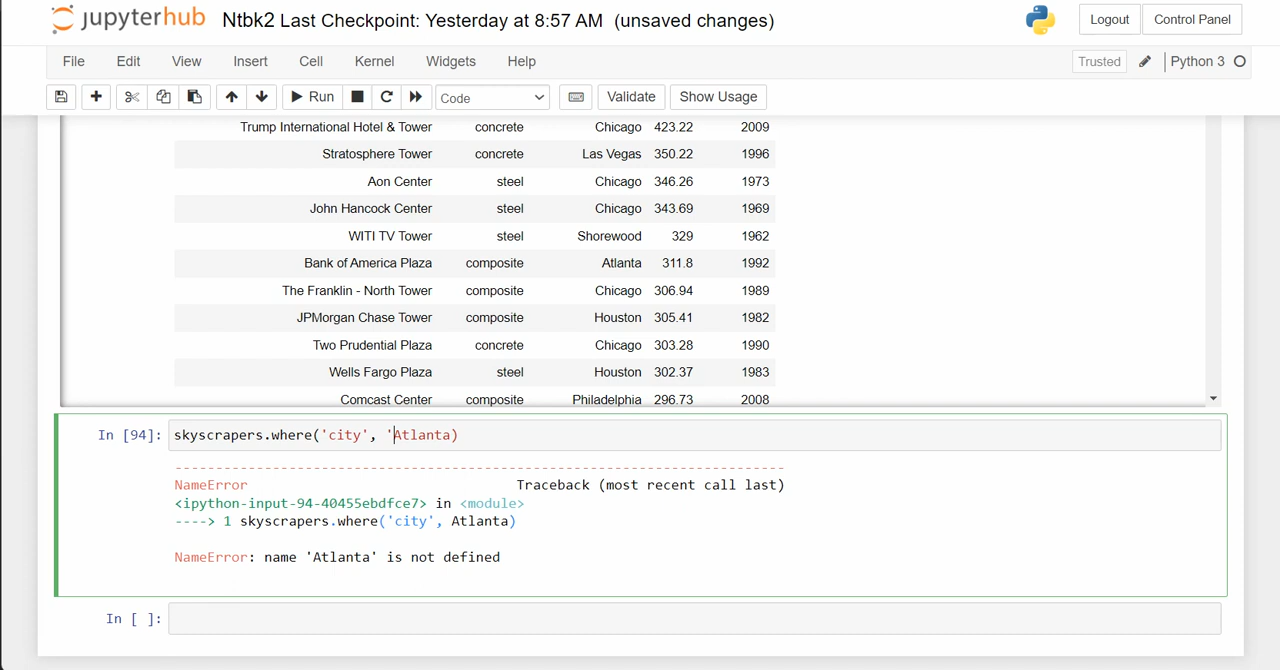 jupyterhub Ntbk2 Last Checkpoint: Yesterday at 8:57 AM (unsaved changes) Logout Control Panel
File Edit View Insert Cell Kernel Widgets Help Trusted Python 3
Run Code Validate Show Usage
Trump International Hotel & Tower concrete Chicago 423.22 2009
Stratosphere Tower concrete Las Vegas 350.22 1996
Aon Center steel Chicago 346.26 1973
John Hancock Center steel Chicago 343.69 1969
WITI TV Tower steel Shorewood 329 1962
Bank of America Plaza composite Atlanta 311.8 1992
The Franklin - North Tower composite Chicago 306.94 1989
JPMorgan Chase Tower composite Houston 305.41 1982
Two Prudential Plaza concrete Chicago 303.28 1990
Wells Fargo Plaza steel Houston 302.37 1983
Comcast Center composite Philadelphia 296.73 2008
In [94]: skyscrapers.where('city', 'Atlanta)
---------------------------------------------------------------------------
NameError Traceback (most recent call last)
<ipython-input-94-40455ebdfce7> in <module>
----> 1 skyscrapers.where('city', Atlanta)
NameError: name 'Atlanta' is not defined
In [ ]: